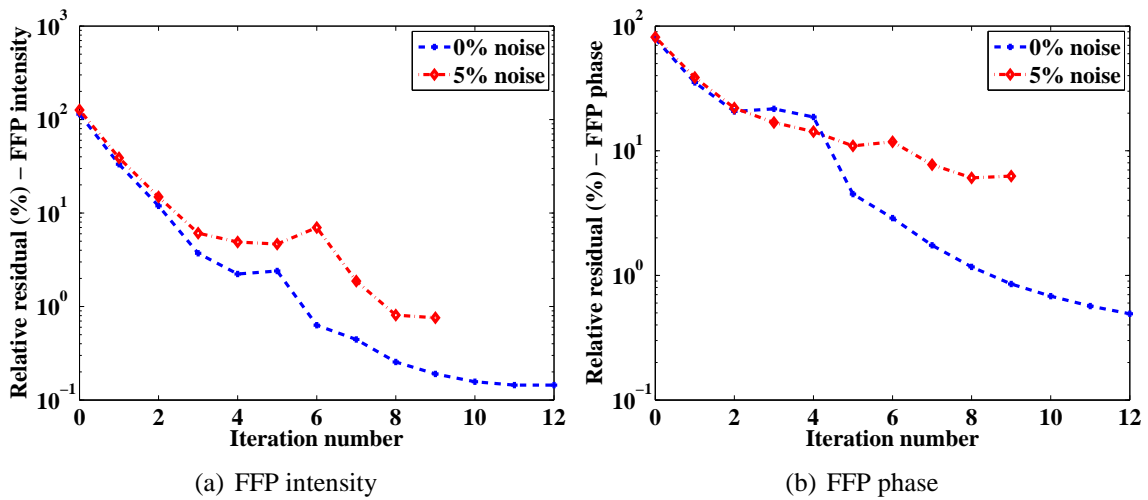 Relative residual (%) − FFP intensity
10^3
10^2
10^1
10^0
10^−1
0 2 4 6 8 10 12
Iteration number
0% noise
5% noise
(a) FFP intensity
Relative residual (%) − FFP phase
10^2
10^1
10^0
10^−1
0 2 4 6 8 10 12
Iteration number
0% noise
5% noise
(b) FFP phase